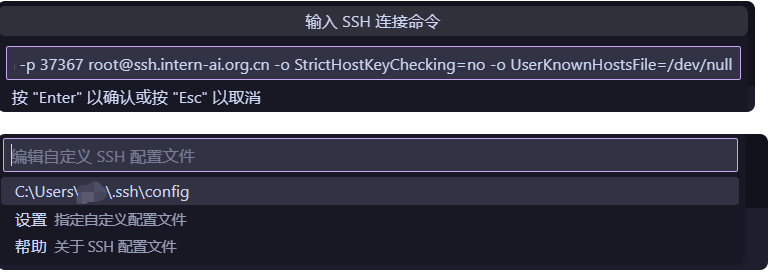 输入 SSH 连接命令
-p 37367 root@ssh.intern-ai.org.cn -o StrictHostKeyChecking=no -o UserKnownHostsFile=/dev/null
按 "Enter" 以确认或按 "Esc" 以取消
编辑自定义 SSH 配置文件
C:\Users\ \.ssh\config
设置 指定自定义配置文件
帮助 关于 SSH 配置文件